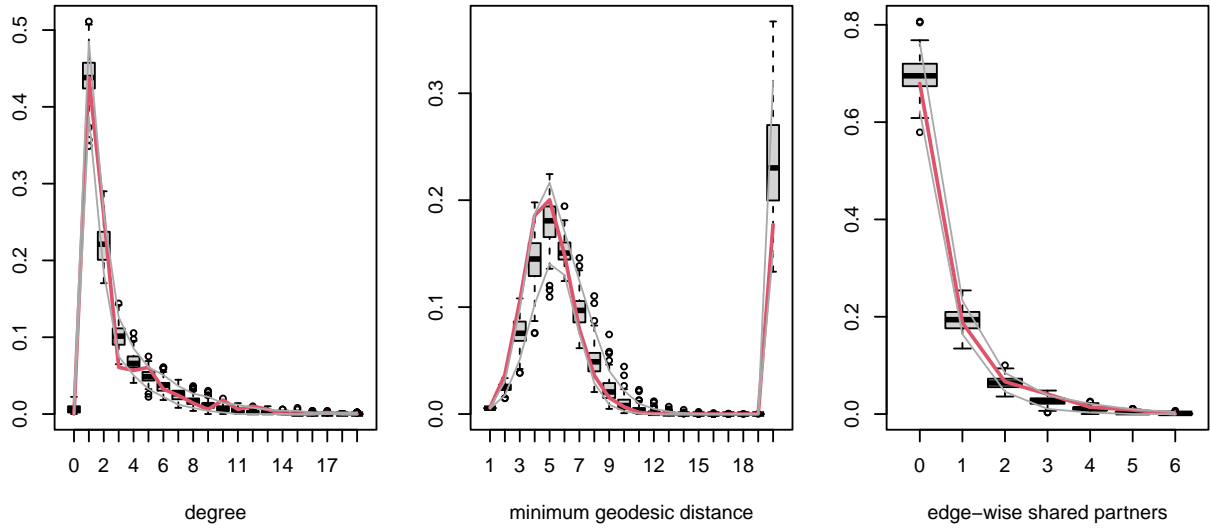 0.0 0.1 0.2 0.3 0.4 0.5
0 2 4 6 8 11 14 17
degree
0.0 0.1 0.2 0.3
1 3 5 7 9 12 15 18
minimum geodesic distance
0.0 0.2 0.4 0.6 0.8
0 1 2 3 4 5 6
edge−wise shared partners